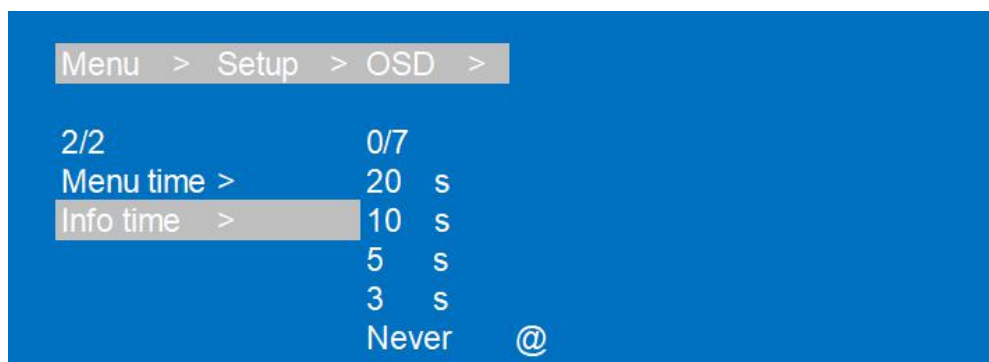 Menu > Setup > OSD >
2/2 0/7
Menu time > 20 s
Info time > 10 s
5 s
3 s
Never @